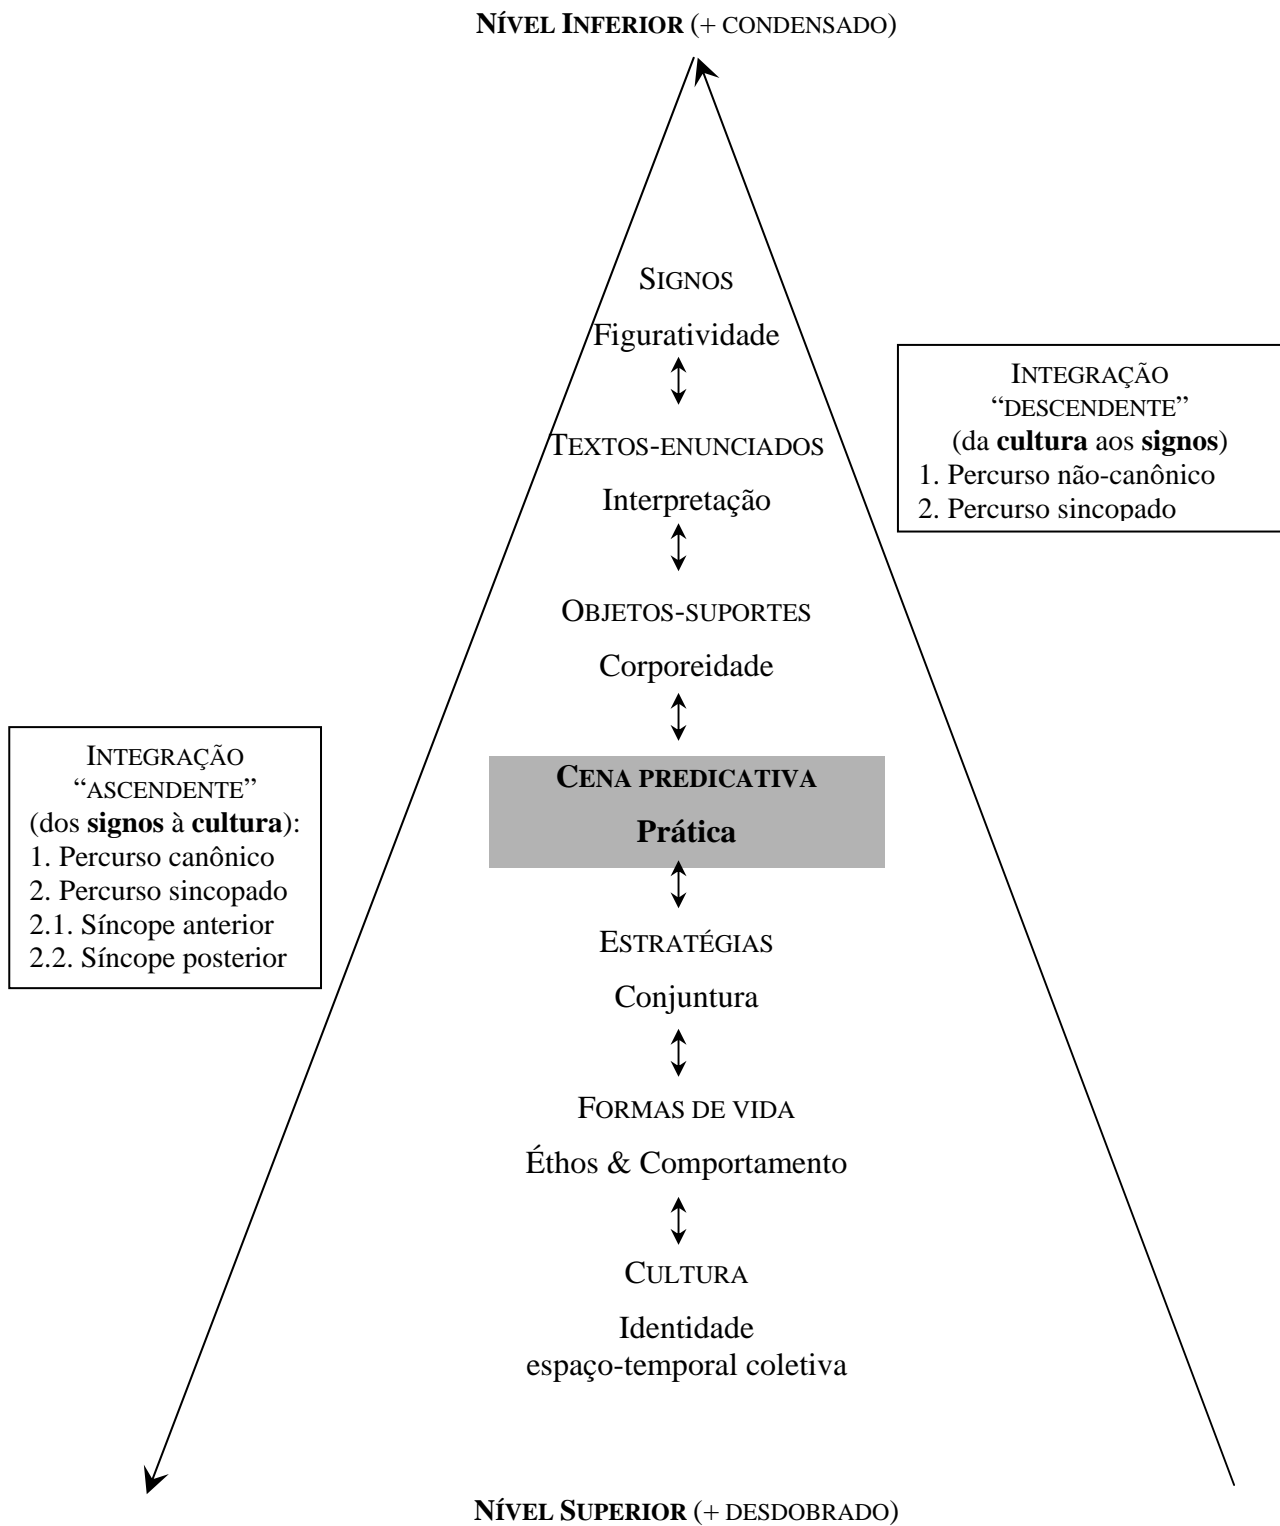 NÍVEL INFERIOR (+ CONDENSADO)
SIGNOS
Figuratividade
INTEGRAÇÃO
“DESCENDENTE”
(da cultura aos signos)
1. Percurso não-canônico
2. Percurso sincopado
TEXTOS-ENUNCIADOS
Interpretação
OBJETOS-SUPORTES
Corporeidade
INTEGRAÇÃO
“ASCENDENTE”
(dos signos à cultura):
1. Percurso canônico
2. Percurso sincopado
2.1. Síncope anterior
2.2. Síncope posterior
CENA PREDICATIVA
Prática
ESTRATÉGIAS
Conjuntura
FORMAS DE VIDA
Éthos & Comportamento
CULTURA
Identidade
espaço-temporal coletiva
NÍVEL SUPERIOR (+ DESDOBRADO)